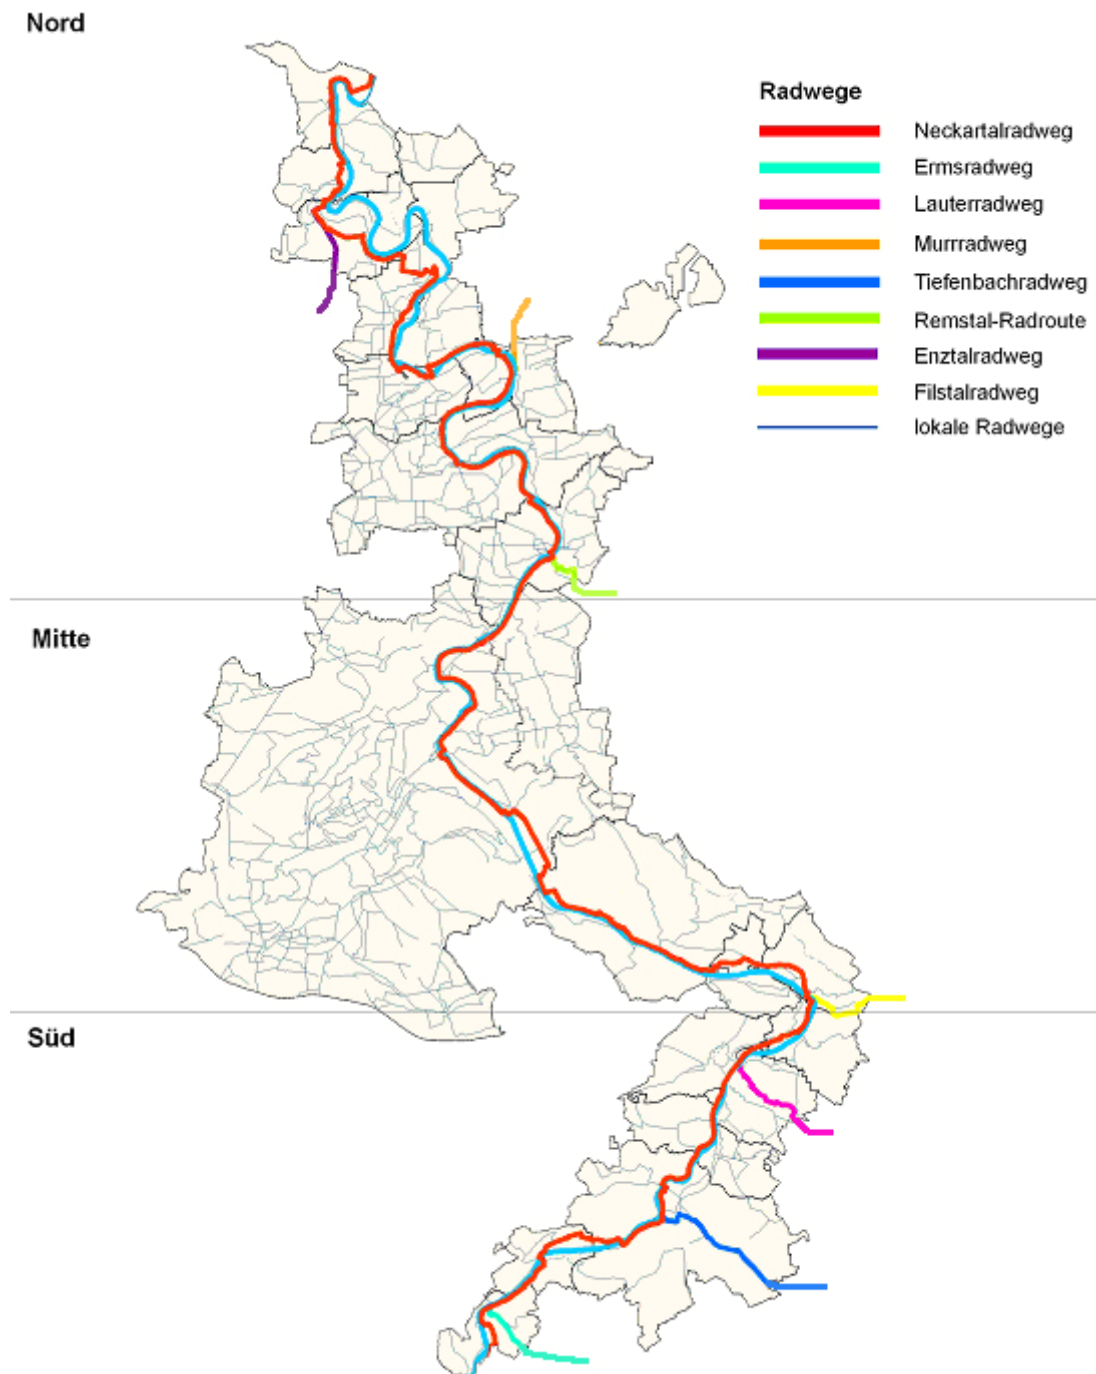 Nord
Radwege
Neckartalradweg
Ermsradweg
Lauterradweg
Murrradweg
Tiefenbachradweg
Remstal-Radroute
Enztalradweg
Filstalradweg
lokale Radwege
Mitte
Süd